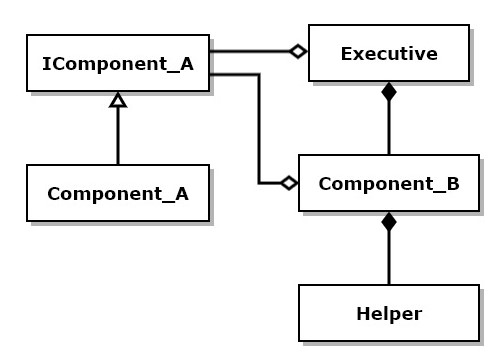 IComponent_A
Executive
Component_A
Component_B
Helper